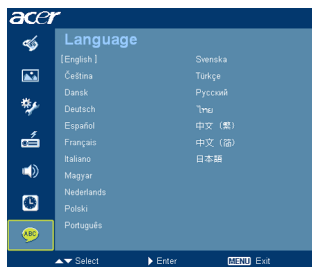 acer
Language
[English]
Čeština
Dansk
Deutsch
Español
Français
Italiano
Magyar
Nederlands
Polski
Português
Svenska
Türkçe
Русский
ไทย
中文 (繁)
中文 (简)
日本語
ABC
▲▼ Select
▶ Enter
MENU Exit